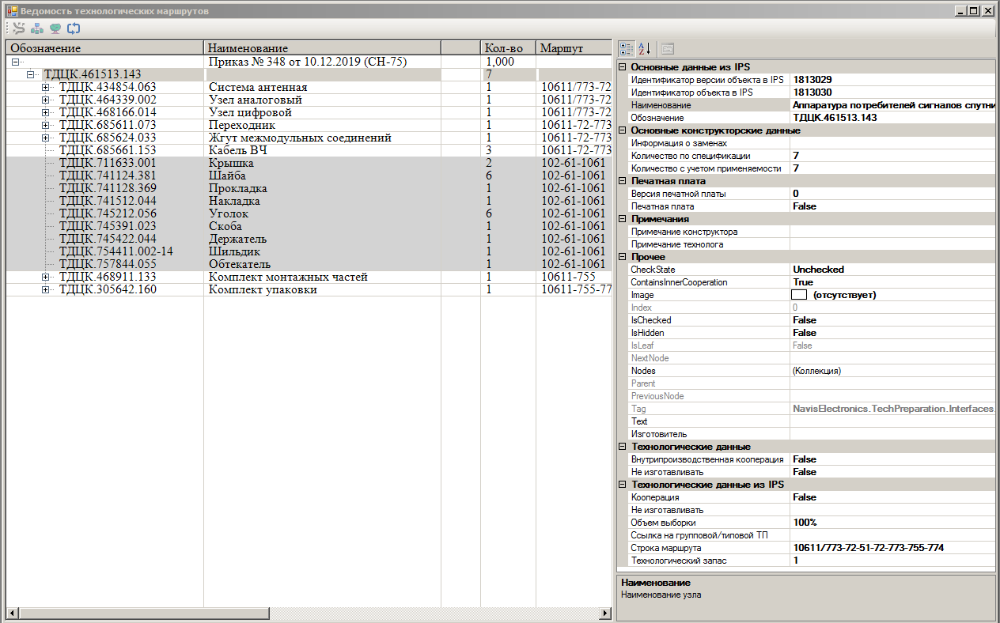 Ведомость технологических маршрутов
Обозначение Наименование Кол-во Маршрут
Приказ № 348 от 10.12.2019 (СН-75) 1,000
ТДЦК.461513.143 7
ТДЦК.434854.063 Система антенная 1 10611/773-72
ТДЦК.464339.002 Узел аналоговый 1 10611/773-72
ТДЦК.468166.014 Узел цифровой 1 10611/773-72
ТДЦК.685611.073 Переходник 1 10611-72-773
ТДЦК.685624.033 Жгут межмодульных соединений 1 10611-72-773
ТДЦК.685661.153 Кабель ВЧ 3 10611-72-773
ТДЦК.711633.001 Крышка 2 102-61-1061
ТДЦК.741124.381 Шайба 6 102-61-1061
ТДЦК.741128.369 Прокладка 1 102-61-1061
ТДЦК.741512.044 Накладка 1 102-61-1061
ТДЦК.745212.056 Уголок 6 102-61-1061
ТДЦК.745391.023 Скоба 1 102-61-1061
ТДЦК.745422.044 Держатель 1 102-61-1061
ТДЦК.754411.002-14 Шильдик 1 102-61-1061
ТДЦК.757844.055 Обтекатель 1 102-61-1061
ТДЦК.468911.133 Комплект монтажных частей 1 10611-755
ТДЦК.305642.160 Комплект упаковки 1 10611-755-77
Основные данные из IPS
Идентификатор версии объекта в IPS 1813029
Идентификатор объекта в IPS 1813030
Наименование Аппаратура потребителей сигналов спутни
Обозначение ТДЦК.461513.143
Основные конструкторские данные
Информация о заменах
Количество по спецификации 7
Количество с учетом применяемости 7
Печатная плата
Версия печатной платы 0
Печатная плата False
Примечания
Примечание конструктора
Примечание технолога
Прочее
CheckState Unchecked
ContainsInnerCooperation True
Image (отсутствует)
Index 0
IsChecked False
IsHidden False
IsLeaf False
NextNode
Nodes (Коллекция)
Parent
PreviousNode
Tag NavisElectronics.TechPreparation.Interfaces.
Text
Изготовитель
Технологические данные
Внутрипроизводственная кооперация False
Не изготавливать False
Технологические данные из IPS
Кооперация False
Не изготавливать
Объем выборки 100%
Ссылка на групповой/типовой ТП
Строка маршрута 10611/773-72-51-72-773-755-774
Технологический запас 1
Наименование
Наименование узла